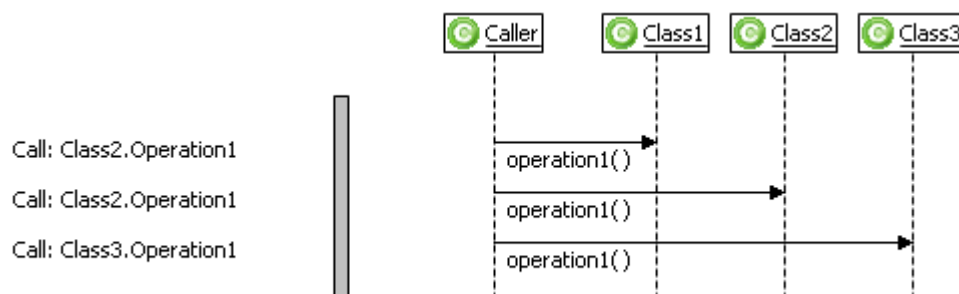 Caller Class1 Class2 Class3
Call: Class2.Operation1
operation1()
Call: Class2.Operation1
operation1()
Call: Class3.Operation1
operation1()